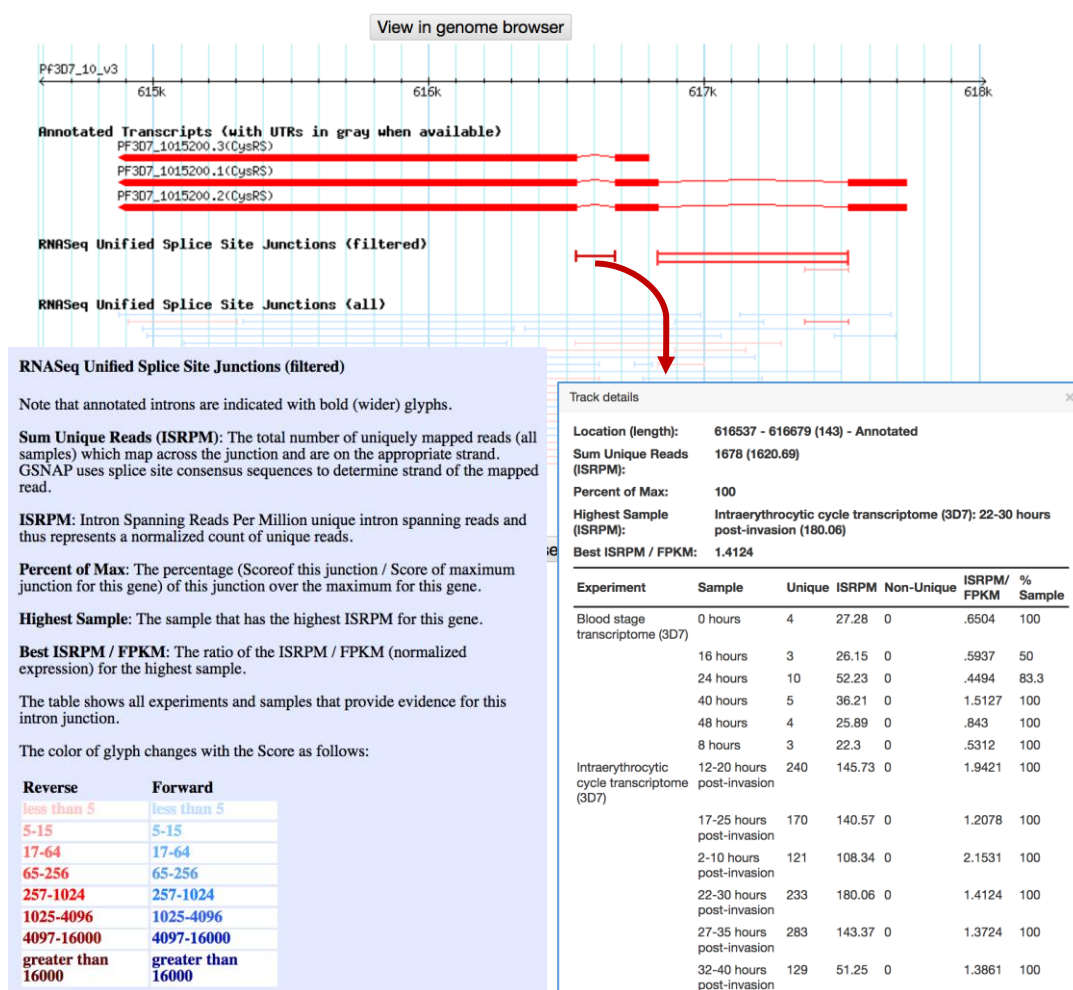 View in genome browser
Pf3D7_10_v3
615k 616k 617k 618k
Annotated Transcripts (with UTRs in gray when available)
PF3D7_1015200.3(CysRS)
PF3D7_1015200.1(CysRS)
PF3D7_1015200.2(CysRS)
RNASeq Unified Splice Site Junctions (filtered)
RNASeq Unified Splice Site Junctions (all)
RNASeq Unified Splice Site Junctions (filtered)
Note that annotated introns are indicated with bold (wider) glyphs.
Sum Unique Reads (ISRPM): The total number of uniquely mapped reads (all
samples) which map across the junction and are on the appropriate strand.
GSNAP uses splice site consensus sequences to determine strand of the mapped
read.
ISRPM: Intron Spanning Reads Per Million unique intron spanning reads and
thus represents a normalized count of unique reads.
Percent of Max: The percentage (Scoreof this junction / Score of maximum
junction for this gene) of this junction over the maximum for this gene.
Highest Sample: The sample that has the highest ISRPM for this gene.
Best ISRPM / FPKM: The ratio of the ISRPM / FPKM (normalized
expression) for the highest sample.
The table shows all experiments and samples that provide evidence for this
intron junction.
The color of glyph changes with the Score as follows:
Reverse Forward
less than 5 less than 5
5-15 5-15
17-64 17-64
65-256 65-256
257-1024 257-1024
1025-4096 1025-4096
4097-16000 4097-16000
greater than greater than
16000 16000
se
Track details ×
Location (length): 616537 - 616679 (143) - Annotated
Sum Unique Reads 1678 (1620.69)
(ISRPM):
Percent of Max: 100
Highest Sample Intraerythrocytic cycle transcriptome (3D7): 22-30 hours
(ISRPM): post-invasion (180.06)
Best ISRPM / FPKM: 1.4124
Experiment Sample Unique ISRPM Non-Unique ISRPM/ %
FPKM Sample
Blood stage 0 hours 4 27.28 0 .6504 100
transcriptome (3D7)
16 hours 3 26.15 0 .5937 50
24 hours 10 52.23 0 .4494 83.3
40 hours 5 36.21 0 1.5127 100
48 hours 4 25.89 0 .843 100
8 hours 3 22.3 0 .5312 100
Intraerythrocytic 12-20 hours 240 145.73 0 1.9421 100
cycle transcriptome post-invasion
(3D7)
17-25 hours 170 140.57 0 1.2078 100
post-invasion
2-10 hours 121 108.34 0 2.1531 100
post-invasion
22-30 hours 233 180.06 0 1.4124 100
post-invasion
27-35 hours 283 143.37 0 1.3724 100
post-invasion
32-40 hours 129 51.25 0 1.3861 100
post-invasion